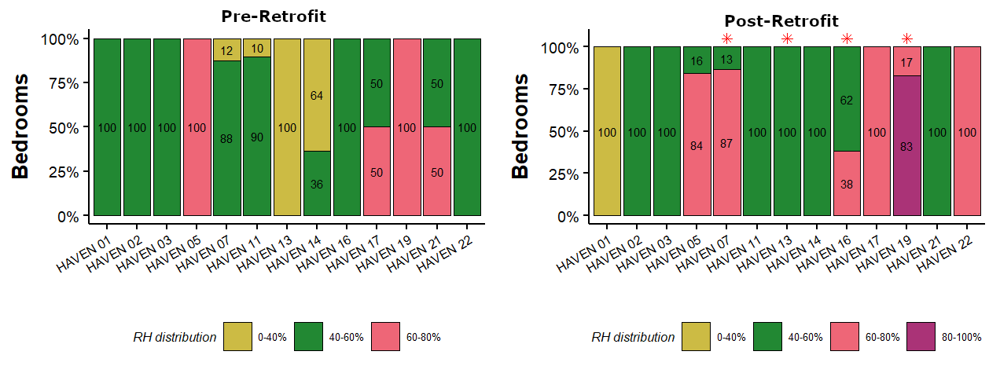 Pre-Retrofit
Bedrooms
100%
75%
50%
25%
0%
100
100
100
100
12
88
10
90
100
64
36
100
50
50
100
50
50
100
HAVEN 01
HAVEN 02
HAVEN 03
HAVEN 05
HAVEN 07
HAVEN 11
HAVEN 13
HAVEN 14
HAVEN 16
HAVEN 17
HAVEN 19
HAVEN 21
HAVEN 22
RH distribution 0-40% 40-60% 60-80%
Post-Retrofit
Bedrooms
100%
75%
50%
25%
0%
100
100
100
16
84
13
87
100
100
100
62
38
100
17
83
100
100
HAVEN 01
HAVEN 02
HAVEN 03
HAVEN 05
HAVEN 07
HAVEN 11
HAVEN 13
HAVEN 14
HAVEN 16
HAVEN 17
HAVEN 19
HAVEN 21
HAVEN 22
RH distribution 0-40% 40-60% 60-80% 80-100%